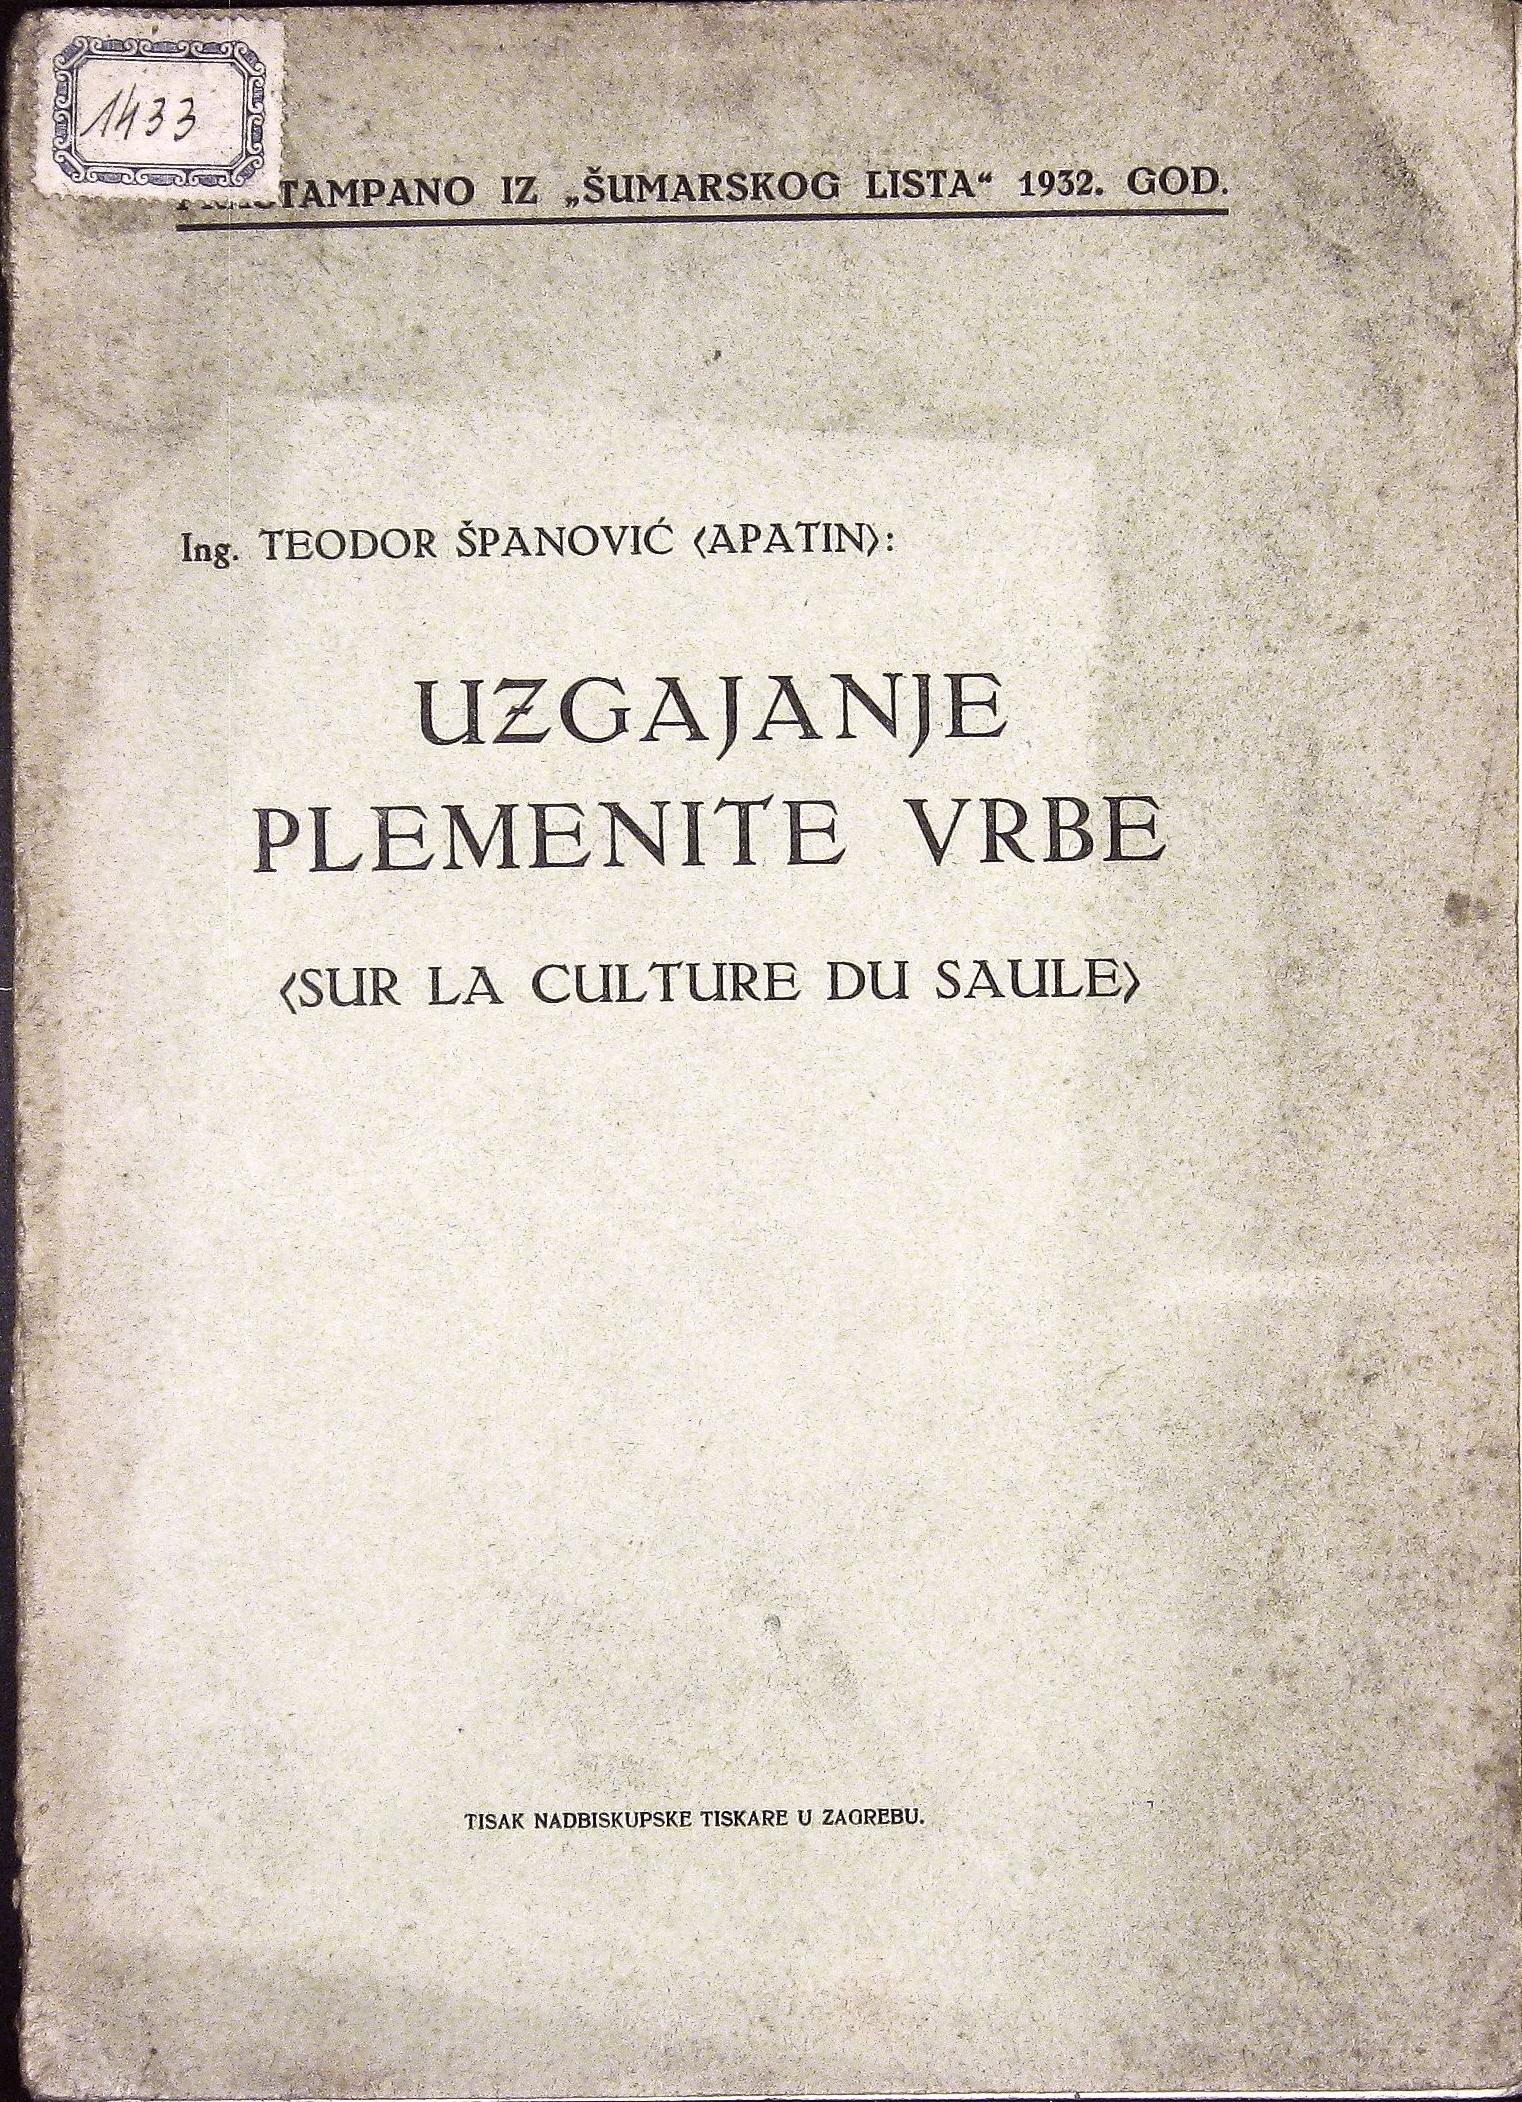 1433
IZ „ŠUMARSKOG LISTA“ 1932. GOD.
Ing. TEODOR ŠPANOVIĆ (APATIN):
UZGAJANJE
PLEMENITE VRBE
(SUR LA CULTURE DU SAULE)
TISAK NADBISKUPSKE TISKARE U ZAGREBU.